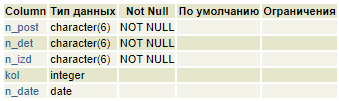 Column Тип данных Not Null По умолчанию Ограничения
n_post character(6) NOT NULL
n_det character(6) NOT NULL
n_izd character(6) NOT NULL
kol integer
n_date date